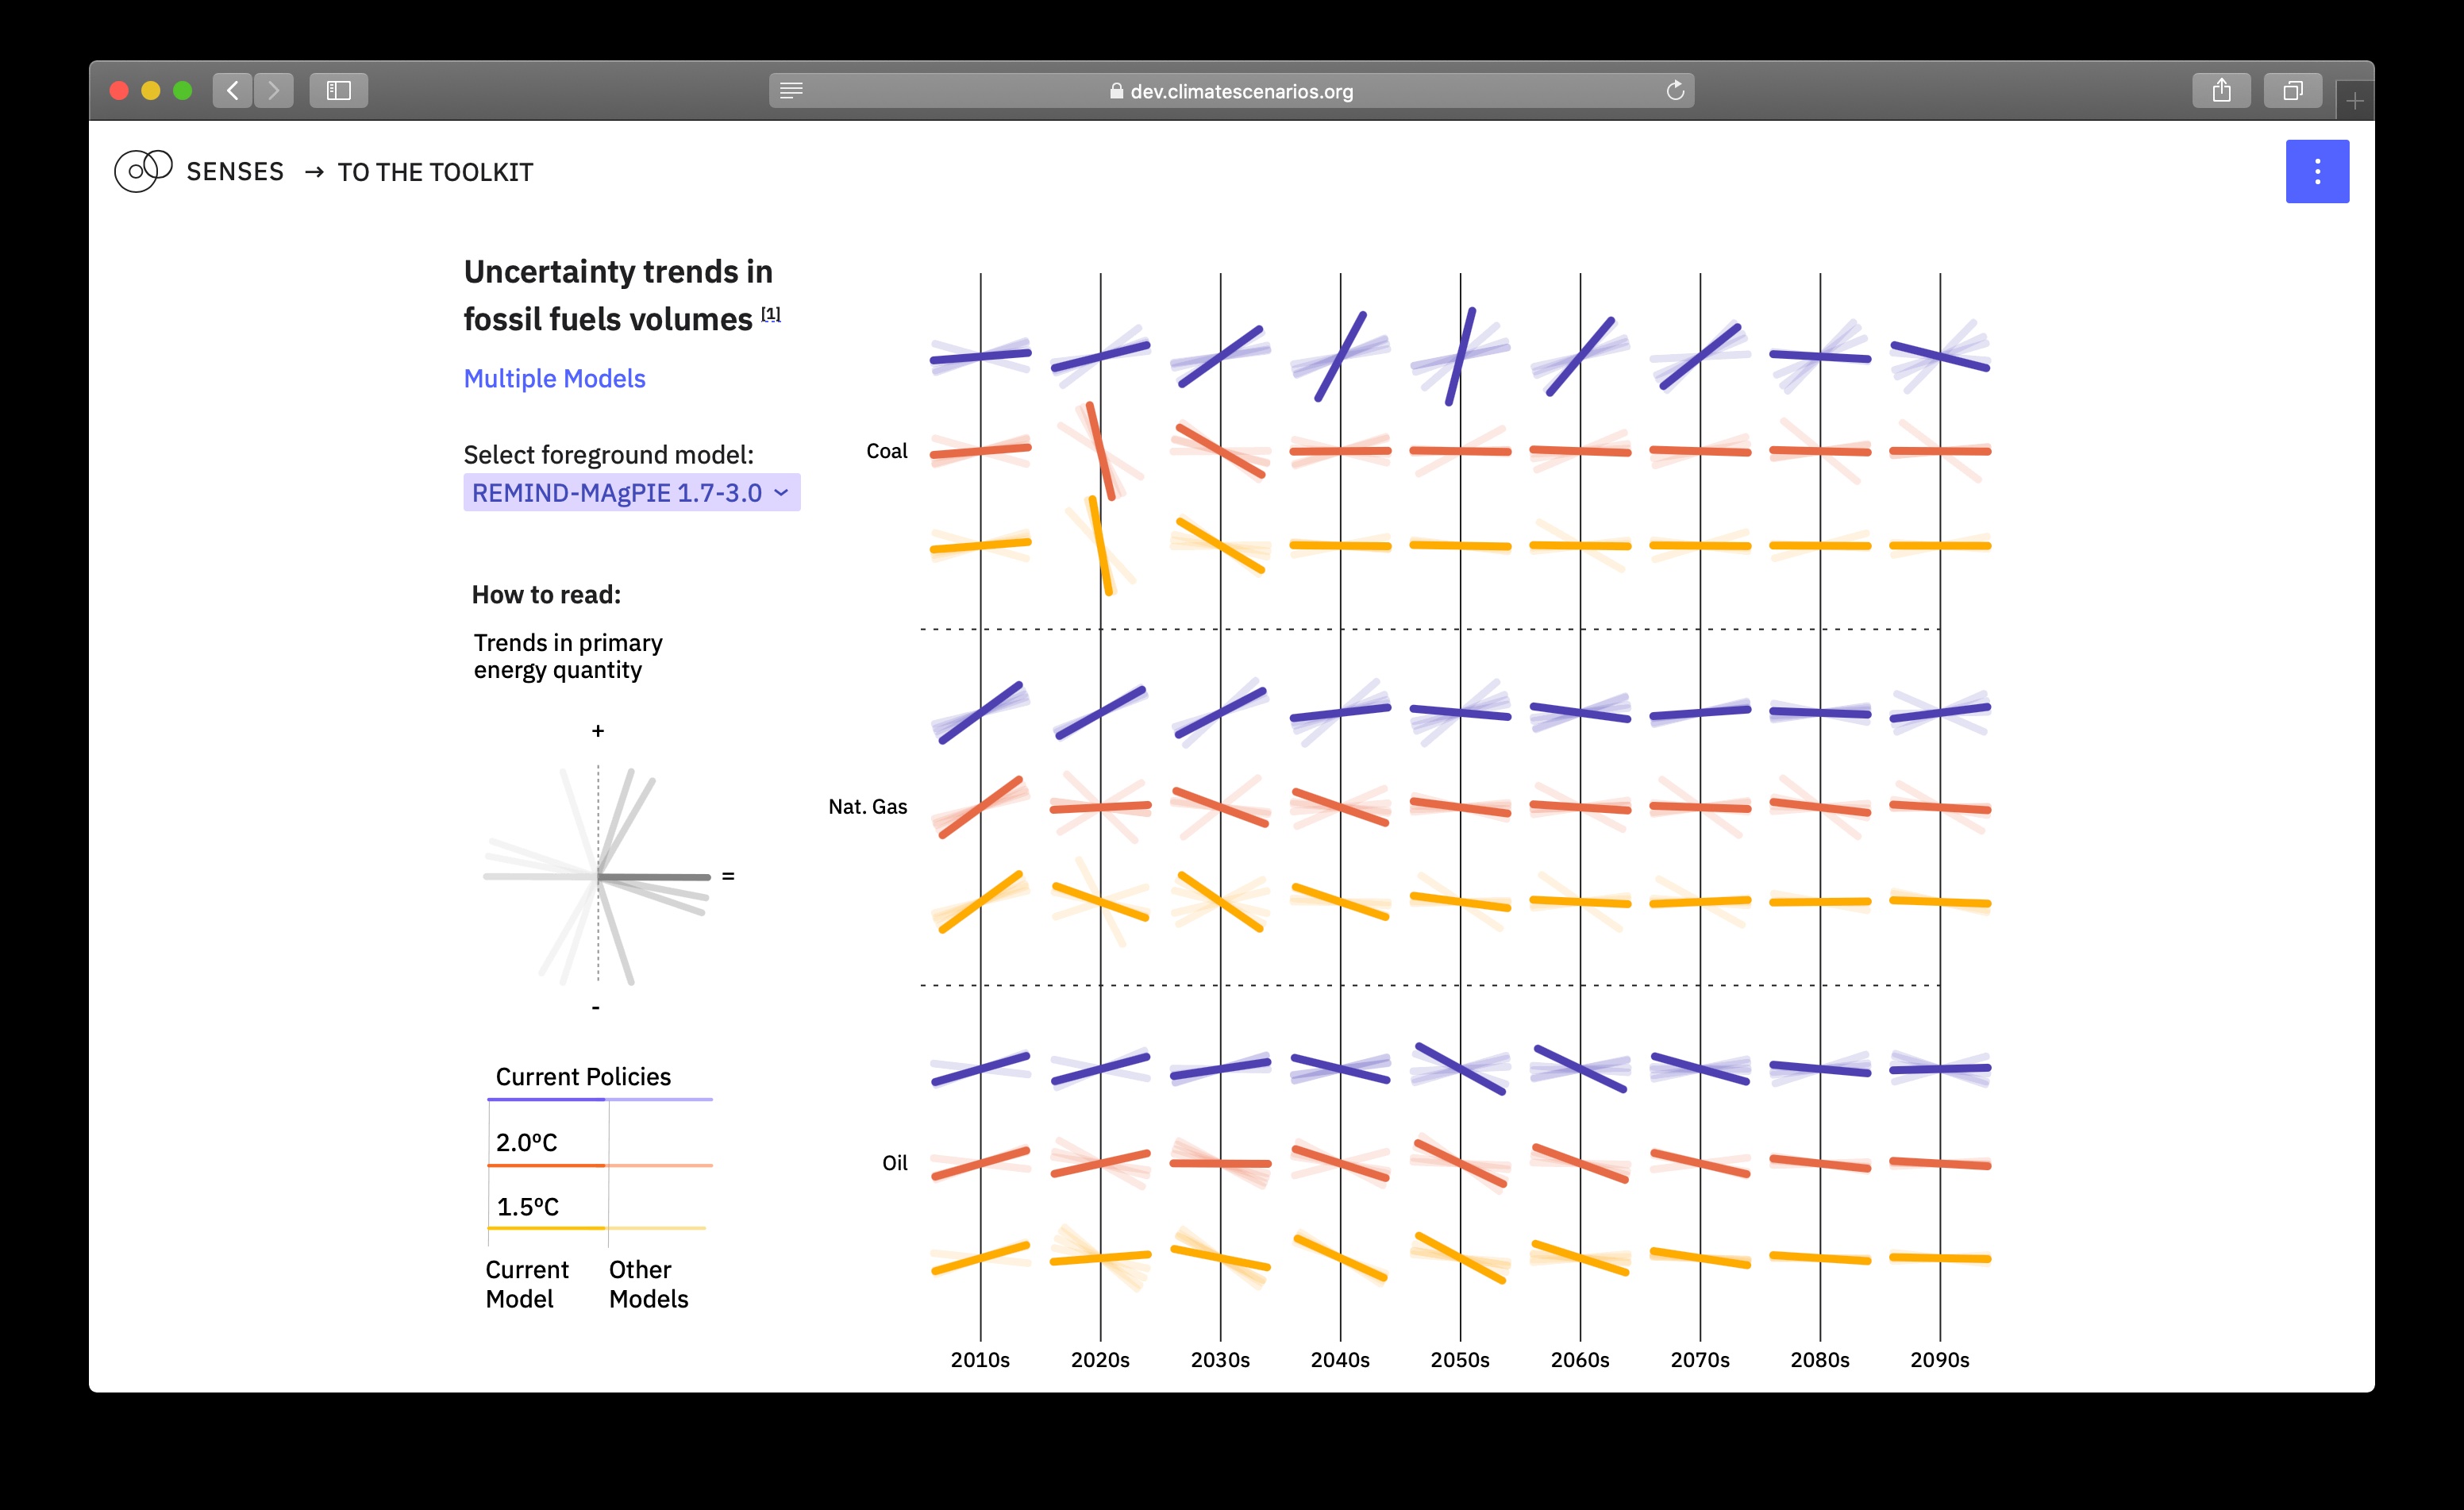 dev.climatescenarios.org
SENSES → TO THE TOOLKIT
Uncertainty trends in
fossil fuels volumes [1]
Multiple Models
Select foreground model:
REMIND-MAgPIE 1.7-3.0
How to read:
Trends in primary
energy quantity
+
=
-
Current Policies
2.0ºC
1.5ºC
Current
Model
Other
Models
Coal
Nat. Gas
Oil
2010s 2020s 2030s 2040s 2050s 2060s 2070s 2080s 2090s